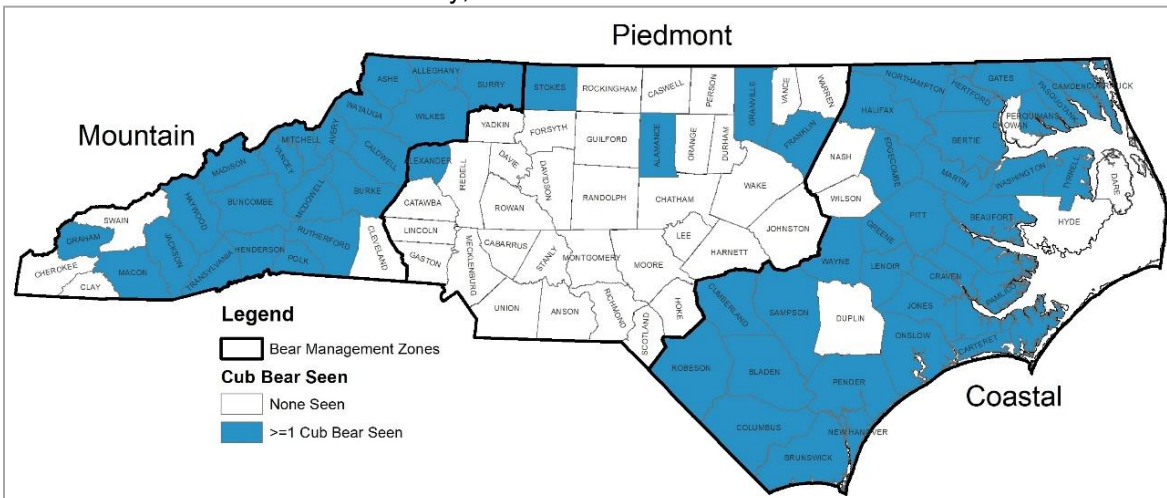 Piedmont
Mountain
Coastal
ASHE
ALLEGHANY
SURRY
STOKES
ROCKINGHAM
CASWELL
PERSON
GRANVILLE
VANCE
WARREN
NORTHAMPTON
HERTFORD
GATES
PASQUOTANK
CAMDEN
CURRITUCK
HALIFAX
WATAUGA
WILKES
YADKIN
FORSYTH
GUILFORD
ALAMANCE
ORANGE
DURHAM
FRANKLIN
PERQUIMANS
CHOWAN
BERTIE
MITCHELL
AVERY
YANCEY
CALDWELL
ALEXANDER
IREDELL
DAVIE
DAVIDSON
NASH
EDGECOMBE
MADISON
BURKE
MARTIN
WASHINGTON
TYRRELL
DARE
HAYWOOD
BUNCOMBE
MCDOWELL
CATAWBA
ROWAN
RANDOLPH
CHATHAM
WAKE
WILSON
SWAIN
PITT
BEAUFORT
HYDE
GRAHAM
JACKSON
HENDERSON
RUTHERFORD
CLEVELAND
LINCOLN
CABARRUS
STANLY
MONTGOMERY
MOORE
LEE
HARNETT
JOHNSTON
GREENE
WAYNE
LENOIR
CRAVEN
PAMLICO
CHEROKEE
CLAY
MACON
TRANSYLVANIA
POLK
GASTON
MECKLENBURG
UNION
ANSON
RICHMOND
SCOTLAND
HOKE
CUMBERLAND
SAMPSON
DUPLIN
JONES
ONSLOW
CARTERET
ROBESON
BLADEN
PENDER
COLUMBUS
NEW HANOVER
BRUNSWICK
Legend
Bear Management Zones
Cub Bear Seen
None Seen
>=1 Cub Bear Seen